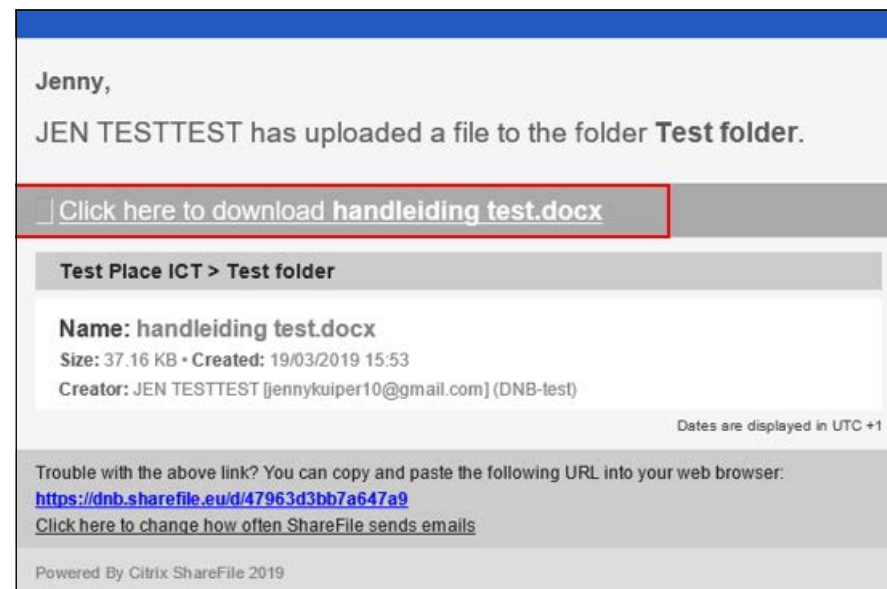 Jenny,
JEN TESTTEST has uploaded a file to the folder Test folder.
Click here to download handleiding test.docx
Test Place ICT > Test folder
Name: handleiding test.docx
Size: 37.16 KB • Created: 19/03/2019 15:53
Creator: JEN TESTTEST [jennykuiper10@gmail.com] (DNB-test)
Dates are displayed in UTC +1
Trouble with the above link? You can copy and paste the following URL into your web browser:
https://dnb.sharefile.eu/d/47963d3bb7a647a9
Click here to change how often ShareFile sends emails
Powered By Citrix ShareFile 2019